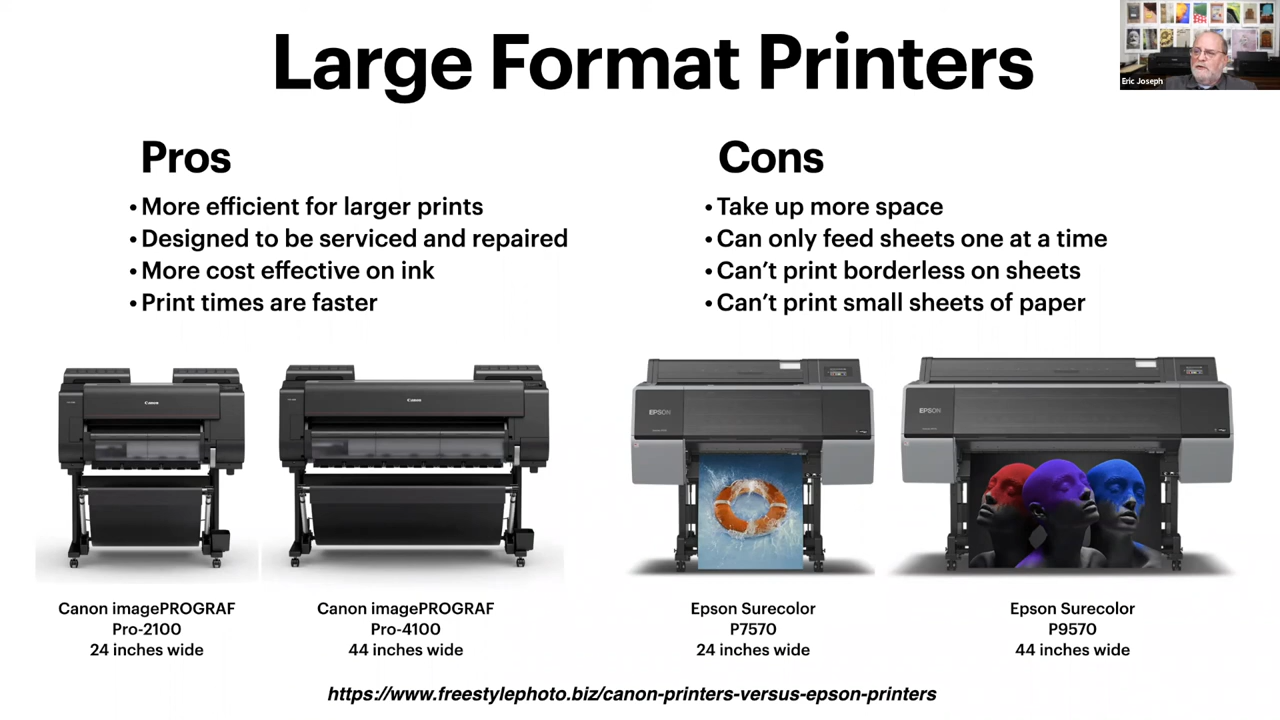 Large Format Printers
Eric Joseph
Pros
• More efficient for larger prints
• Designed to be serviced and repaired
• More cost effective on ink
• Print times are faster
Cons
• Take up more space
• Can only feed sheets one at a time
• Can’t print borderless on sheets
• Can’t print small sheets of paper
Canon
Canon
EPSON
EPSON
Canon imagePROGRAF
Pro-2100
24 inches wide
Canon imagePROGRAF
Pro-4100
44 inches wide
Epson Surecolor
P7570
24 inches wide
Epson Surecolor
P9570
44 inches wide
https://www.freestylephoto.biz/canon-printers-versus-epson-printers